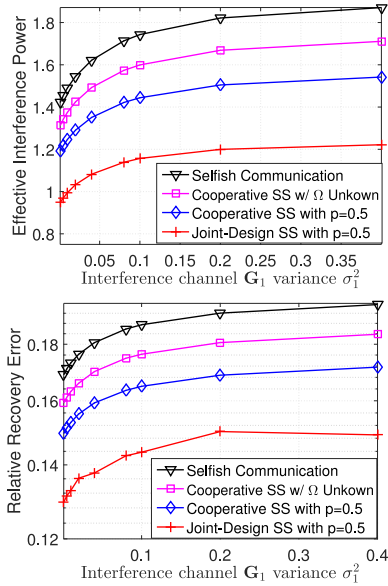 Effective Interference Power
1.8
1.6
1.4
1.2
1
0.8
Selfish Communication
Cooperative SS w/ Ω Unkown
Cooperative SS with p=0.5
Joint-Design SS with p=0.5
0.05 0.1 0.15 0.2 0.25 0.3 0.35
Interference channel G₁ variance σ₁²
Relative Recovery Error
0.18
0.16
0.14
0.12
Selfish Communication
Cooperative SS w/ Ω Unkown
Cooperative SS with p=0.5
Joint-Design SS with p=0.5
0.1 0.2 0.3 0.4
Interference channel G₁ variance σ₁²